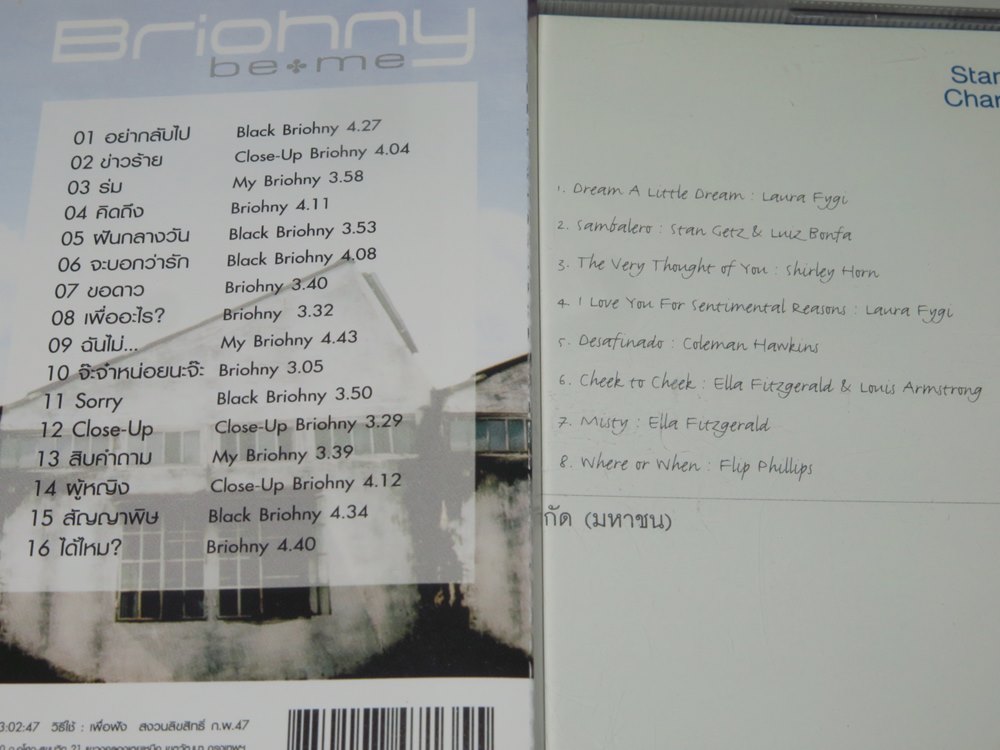 Briohny
be me
01 อย่ากลับไป Black Briohny 4.27
02 ข่าวร้าย Close-Up Briohny 4.04
03 ร่ม My Briohny 3.58
04 คิดถึง Briohny 4.11
05 ฝันกลางวัน Black Briohny 3.53
06 จะบอกว่ารัก Black Briohny 4.08
07 ขอดาว Briohny 3.40
08 เพื่ออะไร? Briohny 3.32
09 ฉันไม่... My Briohny 4.43
10 จ๊ะจ๋าหน่อยนะจ๊ะ Briohny 3.05
11 Sorry Black Briohny 3.50
12 Close-Up Close-Up Briohny 3.29
13 สิบคำถาม My Briohny 3.39
14 ผู้หญิง Close-Up Briohny 4.12
15 สัญญาพิษ Black Briohny 4.34
16 ได้ไหม? Briohny 4.40
3:02:47 วิธีใช้ : เพื่อฟัง สงวนลิขสิทธิ์ ก.พ.47
Star
Char
1. Dream A Little Dream : Laura Fygi
2. Sambalero : Stan Getz & Luiz Bonfa
3. The Very Thought of You : Shirley Horn
4. I Love You For Sentimental Reasons : Laura Fygi
5. Desafinado : Coleman Hawkins
6. Cheek to Cheek : Ella Fitzgerald & Louis Armstrong
7. Misty : Ella Fitzgerald
8. Where or When : Flip Phillips
กัด (มหาชน)